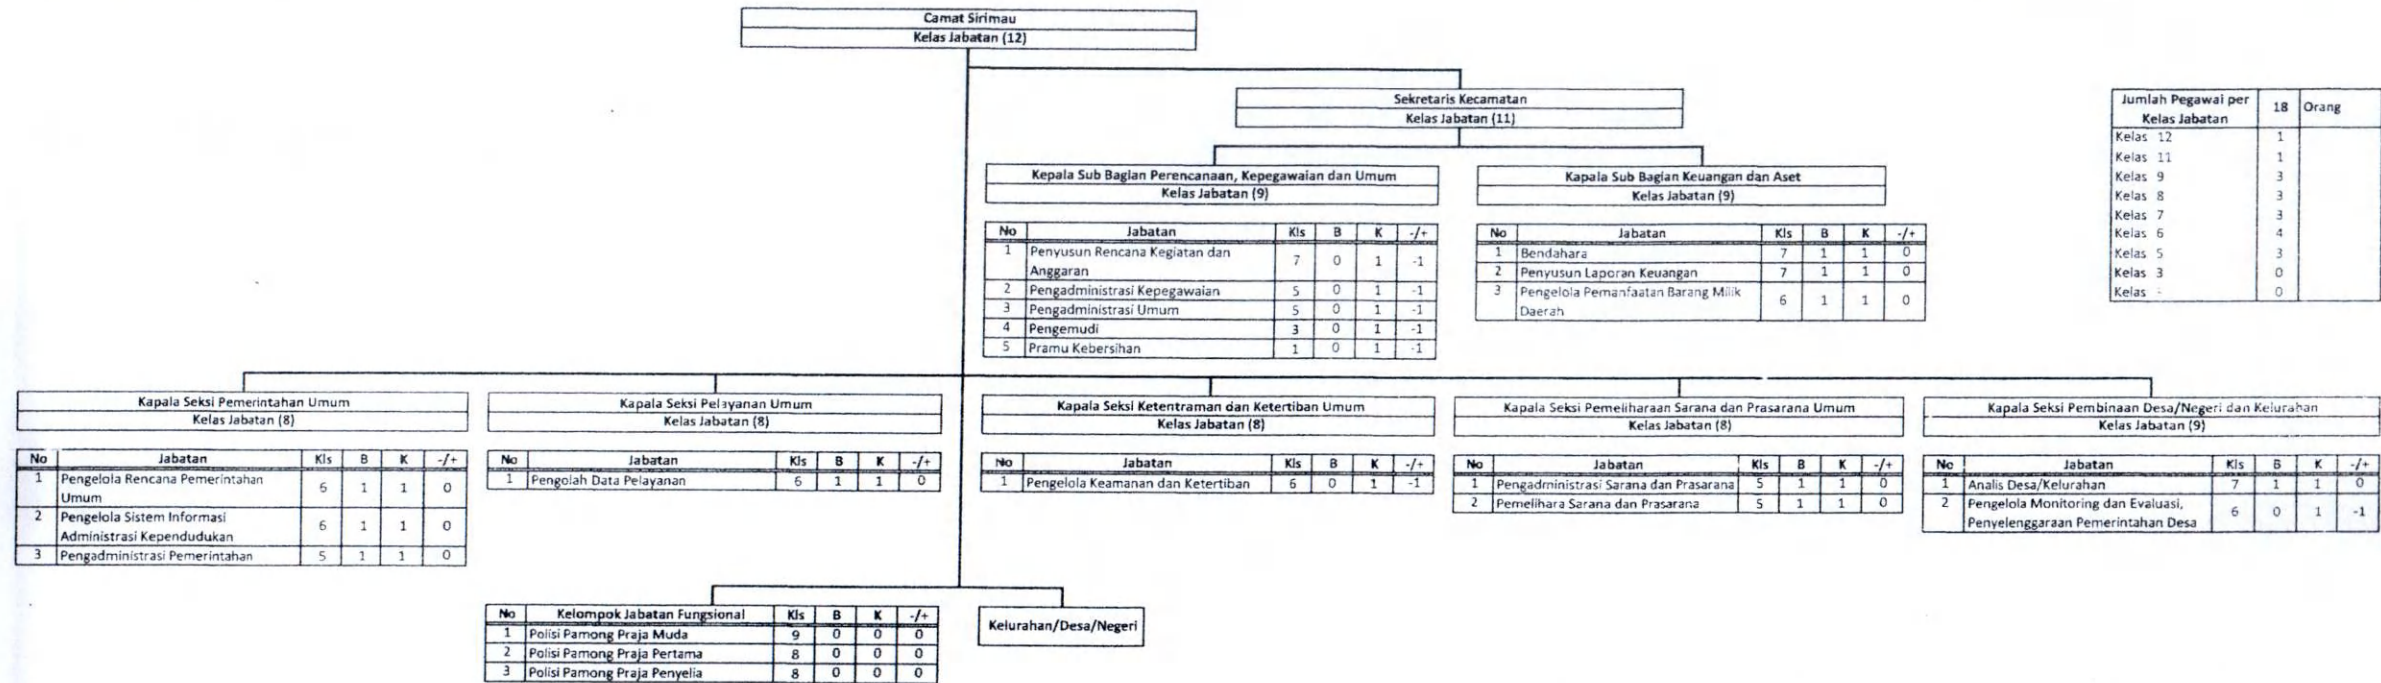 Camat Sirimau
Kelas Jabatan (12)
Sekretaris Kecamatan
Kelas Jabatan (11)
Jumlah Pegawai per Kelas Jabatan 18 Orang
Kelas 12 1
Kelas 11 1
Kelas 9 3
Kelas 8 3
Kelas 7 3
Kelas 6 4
Kelas 5 3
Kelas 3 0
Kelas - 0
Kepala Sub Bagian Perencanaan, Kepegawaian dan Umum
Kelas Jabatan (9)
No Jabatan Kls B K -/+
1 Penyusun Rencana Kegiatan dan
Anggaran 7 0 1 -1
2 Pengadministrasi Kepegawaian 5 0 1 -1
3 Pengadministrasi Umum 5 0 1 -1
4 Pengemudi 3 0 1 -1
5 Pramu Kebersihan 1 0 1 -1
Kapala Sub Bagian Keuangan dan Aset
Kelas Jabatan (9)
No Jabatan Kls B K -/+
1 Bendahara 7 1 1 0
2 Penyusun Laporan Keuangan 7 1 1 0
3 Pengelola Pemanfaatan Barang Milik
Daerah 6 1 1 0
Kapala Seksi Pemerintahan Umum
Kelas Jabatan (8)
No Jabatan Kls B K -/+
1 Pengelola Rencana Pemerintahan
Umum 6 1 1 0
2 Pengelola Sistem Informasi
Administrasi Kependudukan 6 1 1 0
3 Pengadministrasi Pemerintahan 5 1 1 0
Kapala Seksi Pelayanan Umum
Kelas Jabatan (8)
No Jabatan Kls B K -/+
1 Pengolah Data Pelayanan 6 1 1 0
Kapala Seksi Ketentraman dan Ketertiban Umum
Kelas Jabatan (8)
No Jabatan Kls B K -/+
1 Pengelola Keamanan dan Ketertiban 6 0 1 -1
Kapala Seksi Pemeliharaan Sarana dan Prasarana Umum
Kelas Jabatan (8)
No Jabatan Kls B K -/+
1 Pengadministrasi Sarana dan Prasarana 5 1 1 0
2 Pemelihara Sarana dan Prasarana 5 1 1 0
Kapala Seksi Pembinaan Desa/Negeri dan Kelurahan
Kelas Jabatan (9)
No Jabatan Kls B K -/+
1 Analis Desa/Kelurahan 7 1 1 0
2 Pengelola Monitoring dan Evaluasi,
Penyelenggaraan Pemerintahan Desa 6 0 1 -1
No Kelompok Jabatan Fungsional Kls B K -/+
1 Polisi Pamong Praja Muda 9 0 0 0
2 Polisi Pamong Praja Pertama 8 0 0 0
3 Polisi Pamong Praja Penyelia 8 0 0 0
Kelurahan/Desa/Negeri